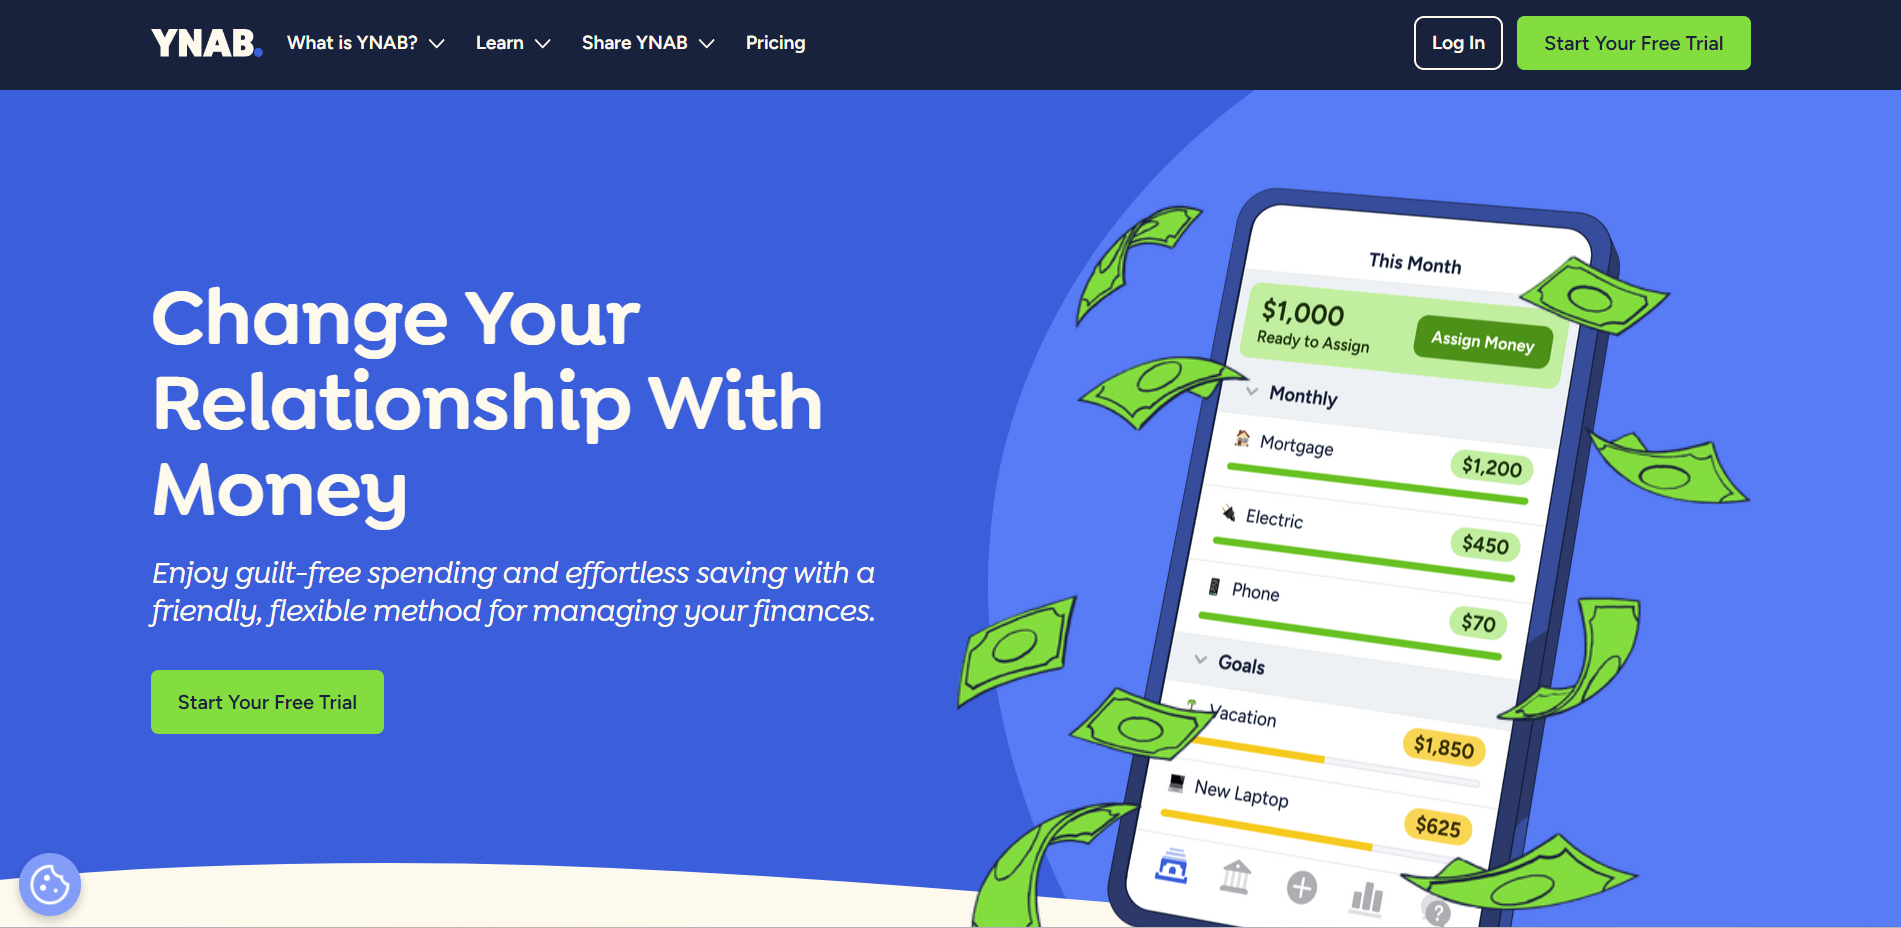 YNAB.
What is YNAB?
Learn
Share YNAB
Pricing
Log In
Start Your Free Trial
Change Your
Relationship With
Money
Enjoy guilt-free spending and effortless saving with a
friendly, flexible method for managing your finances.
Start Your Free Trial
This Month
$1,000
Ready to Assign
Assign Money
Monthly
Mortgage
$1,200
Electric
$450
Phone
$70
Goals
Vacation
$1,850
New Laptop
$625
?